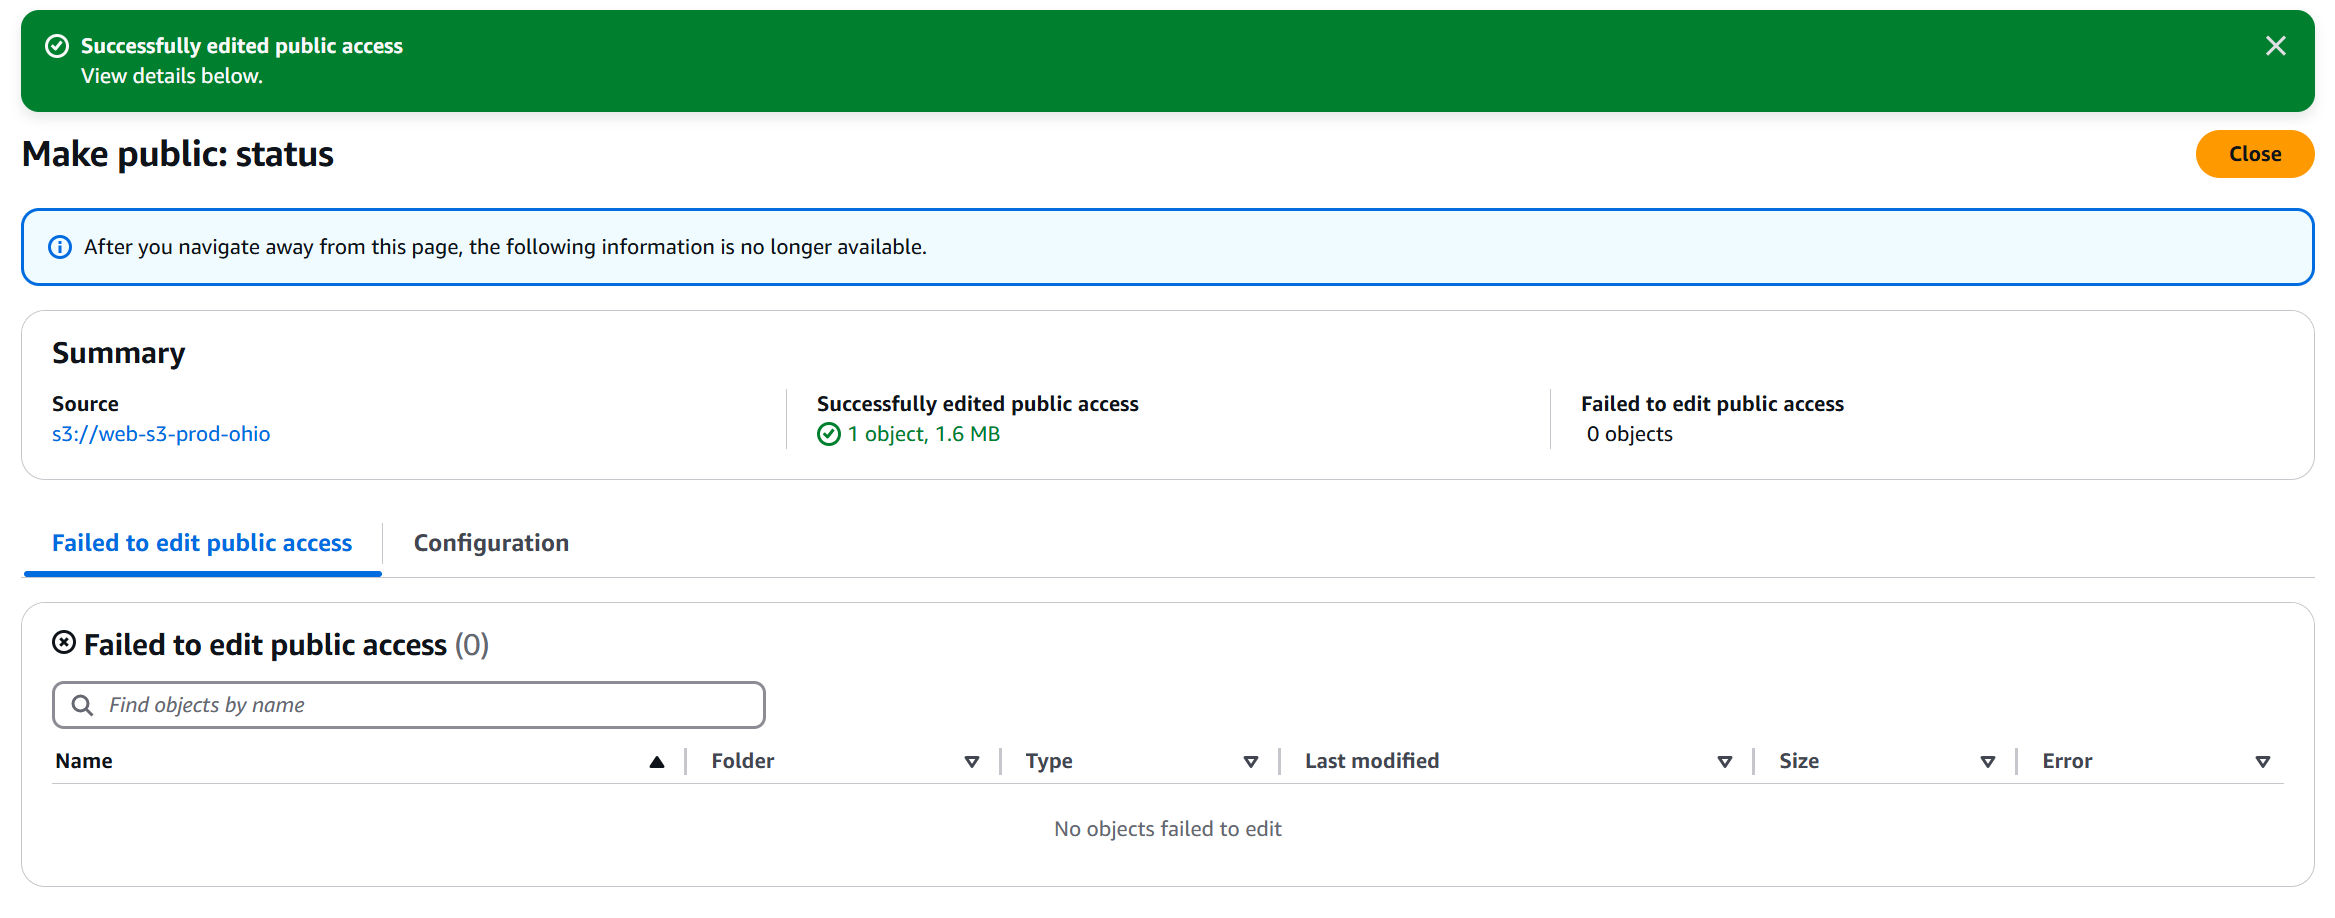 Successfully edited public access
View details below.
Make public: status
Close
After you navigate away from this page, the following information is no longer available.
Summary
Source
s3://web-s3-prod-ohio
Successfully edited public access
1 object, 1.6 MB
Failed to edit public access
0 objects
Failed to edit public access
Configuration
Failed to edit public access (0)
Find objects by name
Name Folder Type Last modified Size Error
No objects failed to edit